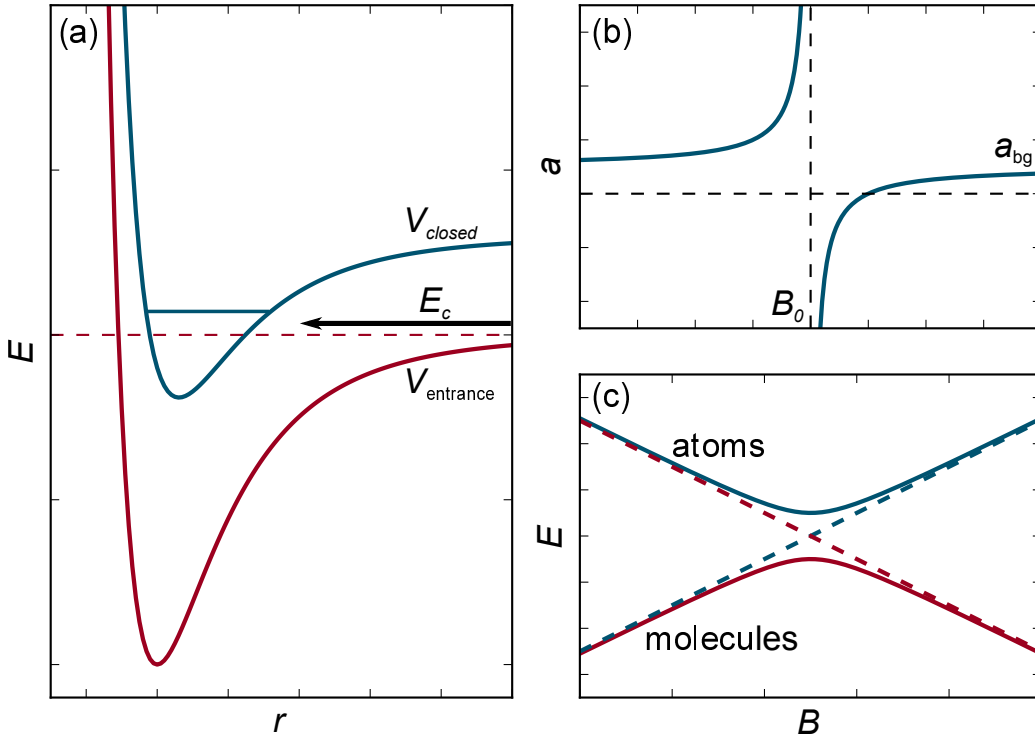 (a)
V_closed
E_c
V_entrance
E
r
(b)
a
a_bg
B_0
(c)
atoms
molecules
E
B